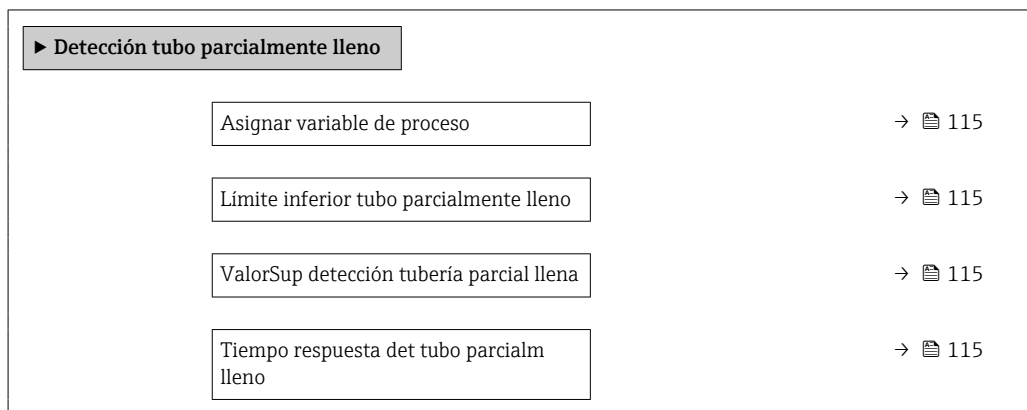 ► Detección tubo parcialmente lleno
Asignar variable de proceso → 115
Límite inferior tubo parcialmente lleno → 115
ValorSup detección tubería parcial llena → 115
Tiempo respuesta det tubo parcialm → 115
lleno